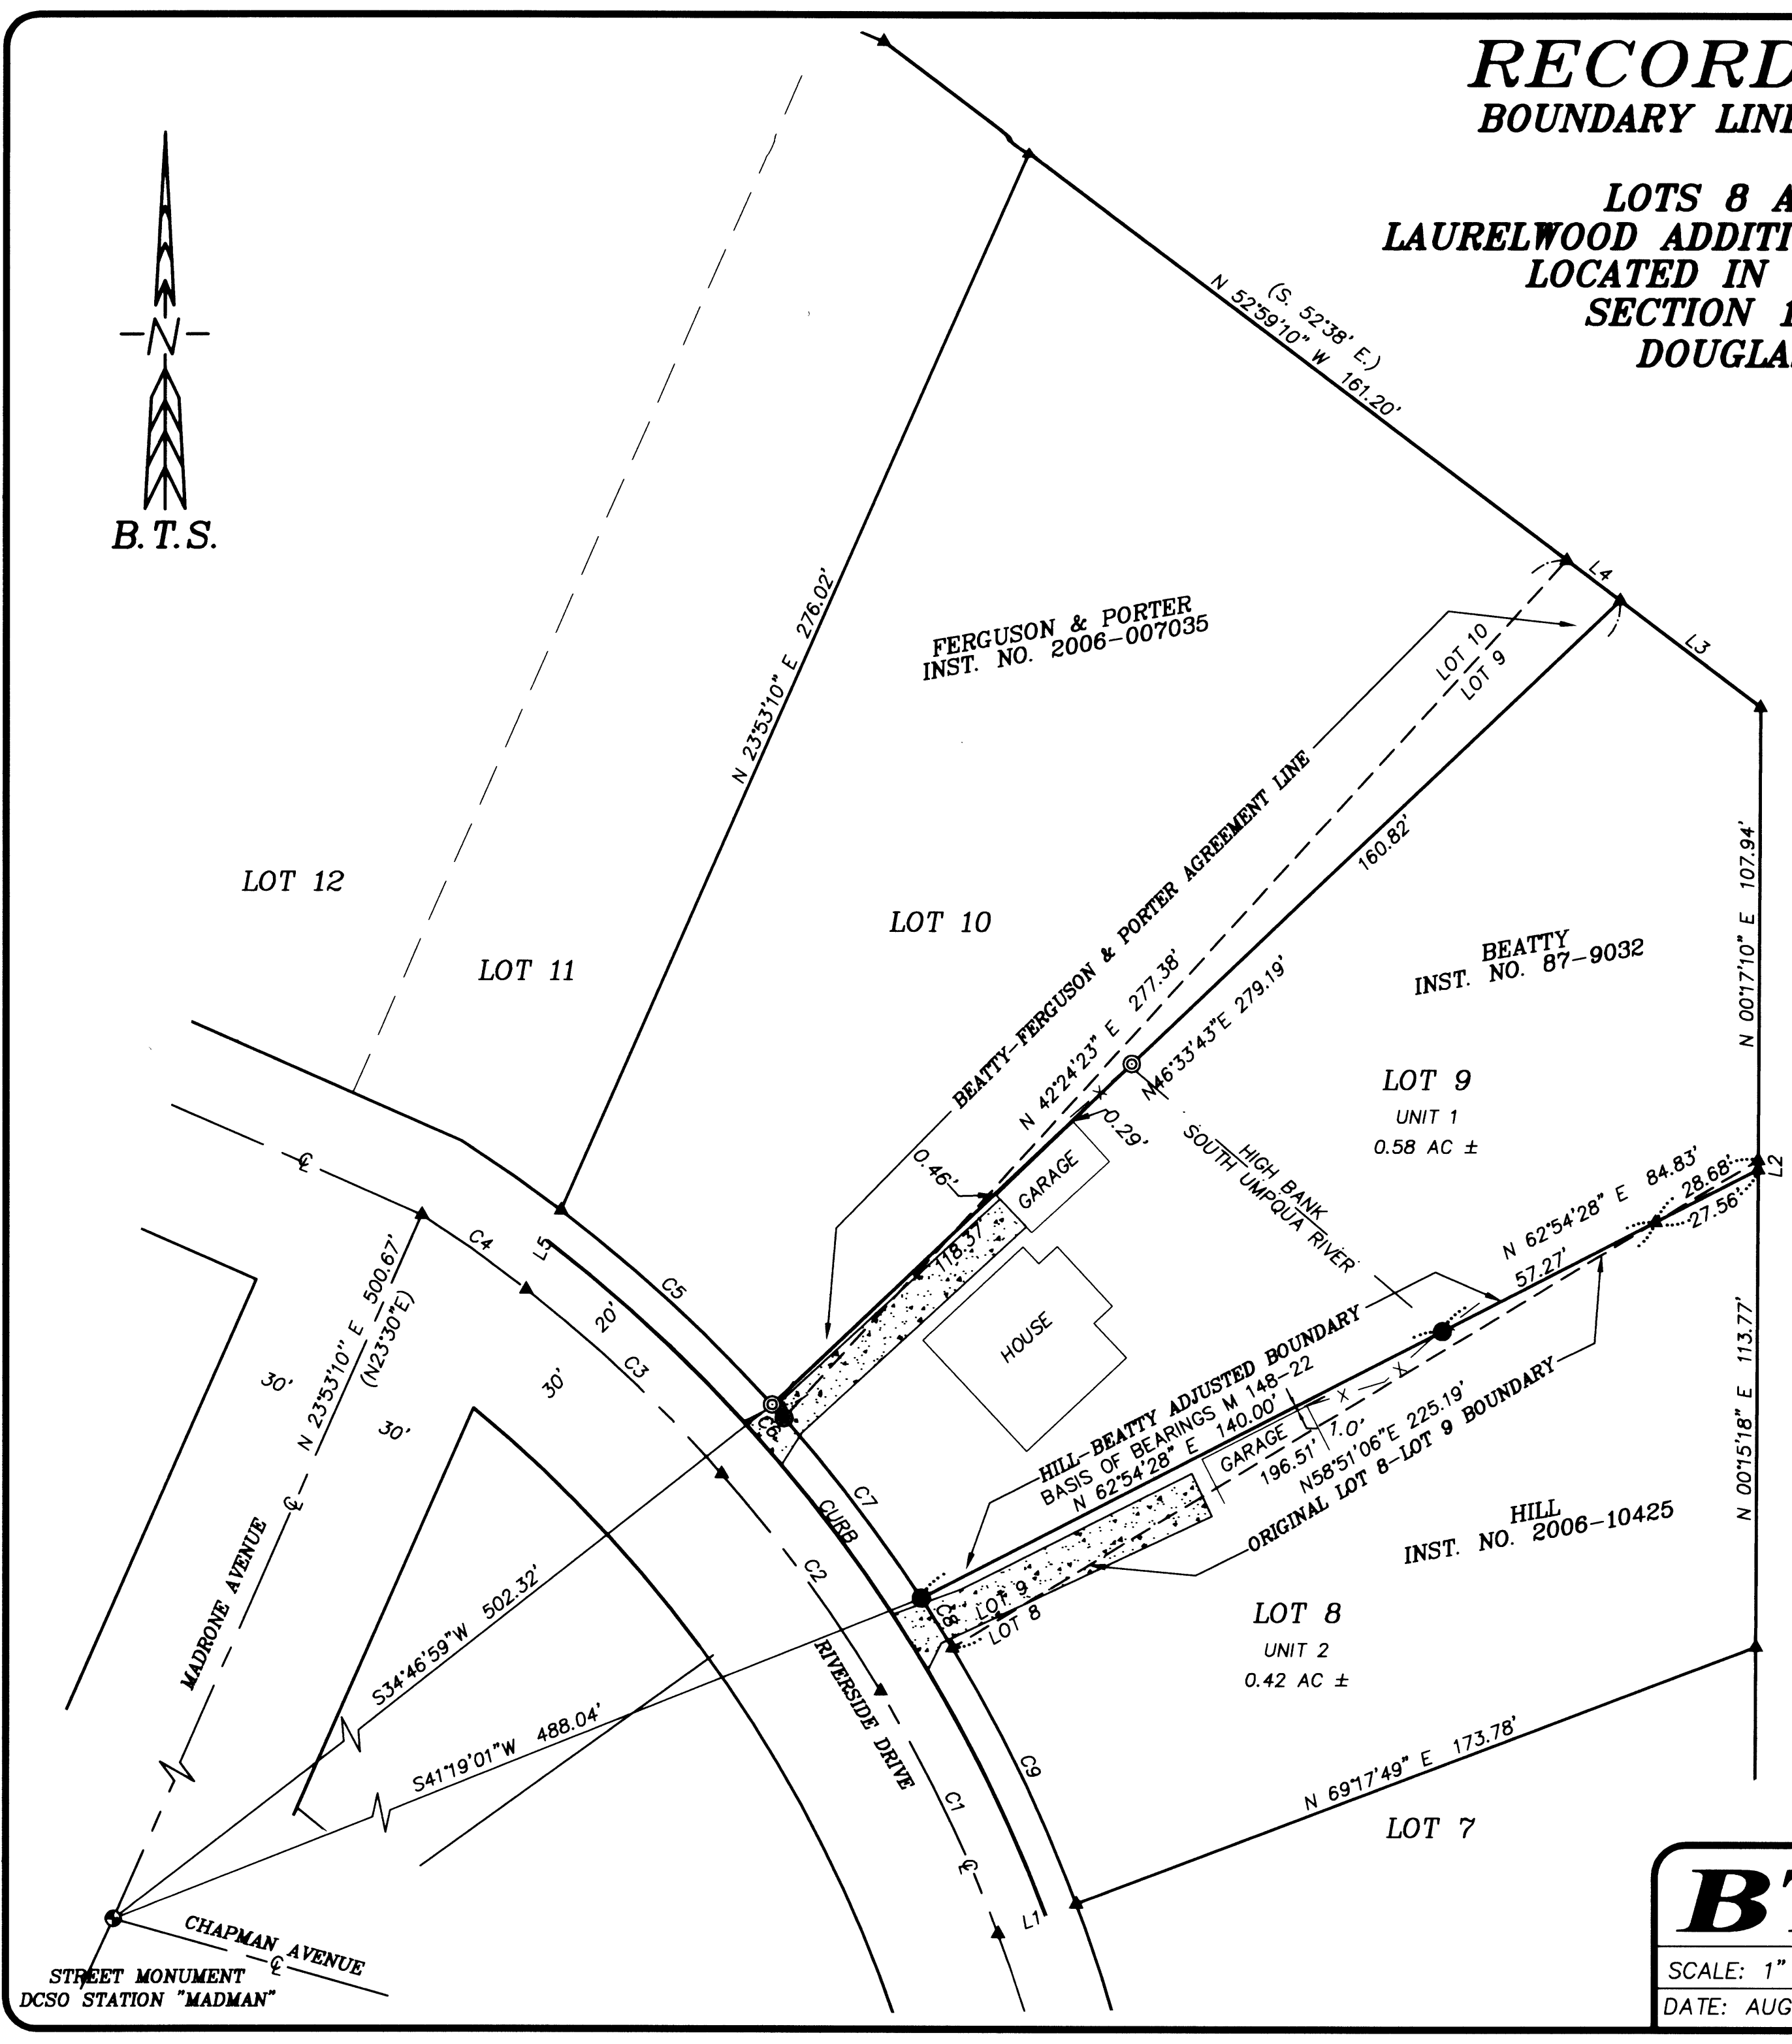 RECORD
BOUNDARY LINE
LOTS 8 A
LAURELWOOD ADDITI
LOCATED IN
SECTION 1
DOUGLA
N
B.T.S.
(S. 52°38' E.)
N 52°59'10" W 161.20'
L4
L3
N 23°53'10" E 276.02'
FERGUSON & PORTER
INST. NO. 2006-007035
LOT 10
LOT 9
160.82'
BEATTY-FERGUSON & PORTER AGREEMENT LINE
N 00°17'10" E 107.94'
LOT 12
LOT 11
LOT 10
BEATTY
INST. NO. 87-9032
N 42°24'23" E 277.38'
N46°33'43"E 279.19'
LOT 9
UNIT 1
0.58 AC ±
0.29'
0.46'
GARAGE
HIGH BANK
SOUTH UMPQUA RIVER
118.37'
HOUSE
N 62°54'28" E 84.83'
28.68'
27.56'
57.27'
L2
C4
L5
C5
20'
C3
30'
N 23°53'10" E 500.67'
(N23°30"E)
30'
30'
C6
C7
CURB
C2
HILL-BEATTY ADJUSTED BOUNDARY
BASIS OF BEARINGS M 148-22
N 62°54'28" E 140.00'
GARAGE
1.0'
196.51'
N58°51'06"E 225.19'
ORIGINAL LOT 8-LOT 9 BOUNDARY
N 00°15'18" E 113.77'
HILL
INST. NO. 2006-10425
LOT 9
LOT 8
C8
LOT 8
UNIT 2
0.42 AC ±
MADRONE AVENUE
S34°46'59"W 502.32'
S41°19'01"W 488.04'
RIVERSIDE DRIVE
C9
C1
N 69°17'49" E 173.78'
LOT 7
L1
CHAPMAN AVENUE
STREET MONUMENT
DCSO STATION "MADMAN"
BT
SCALE: 1"
DATE: AUG